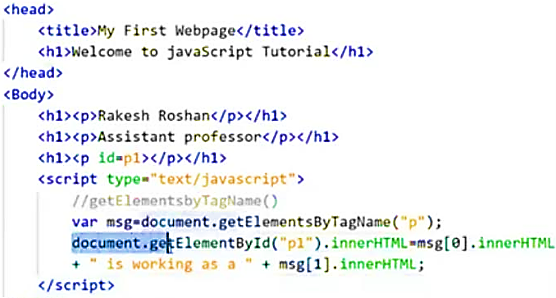 <head>
<title>My First Webpage</title>
<h1>Welcome to javaScript Tutorial</h1>
</head>
<Body>
<h1><p>Rakesh Roshan</p></h1>
<h1><p>Assistant professor</p></h1>
<h1><p id=p1></p></h1>
<script type="text/javascript">
//getElementsbyTagName()
var msg=document.getElementsByTagName("p");
document.getElementById("p1").innerHTML=msg[0].innerHTML
+ " is working as a " + msg[1].innerHTML;
</script>